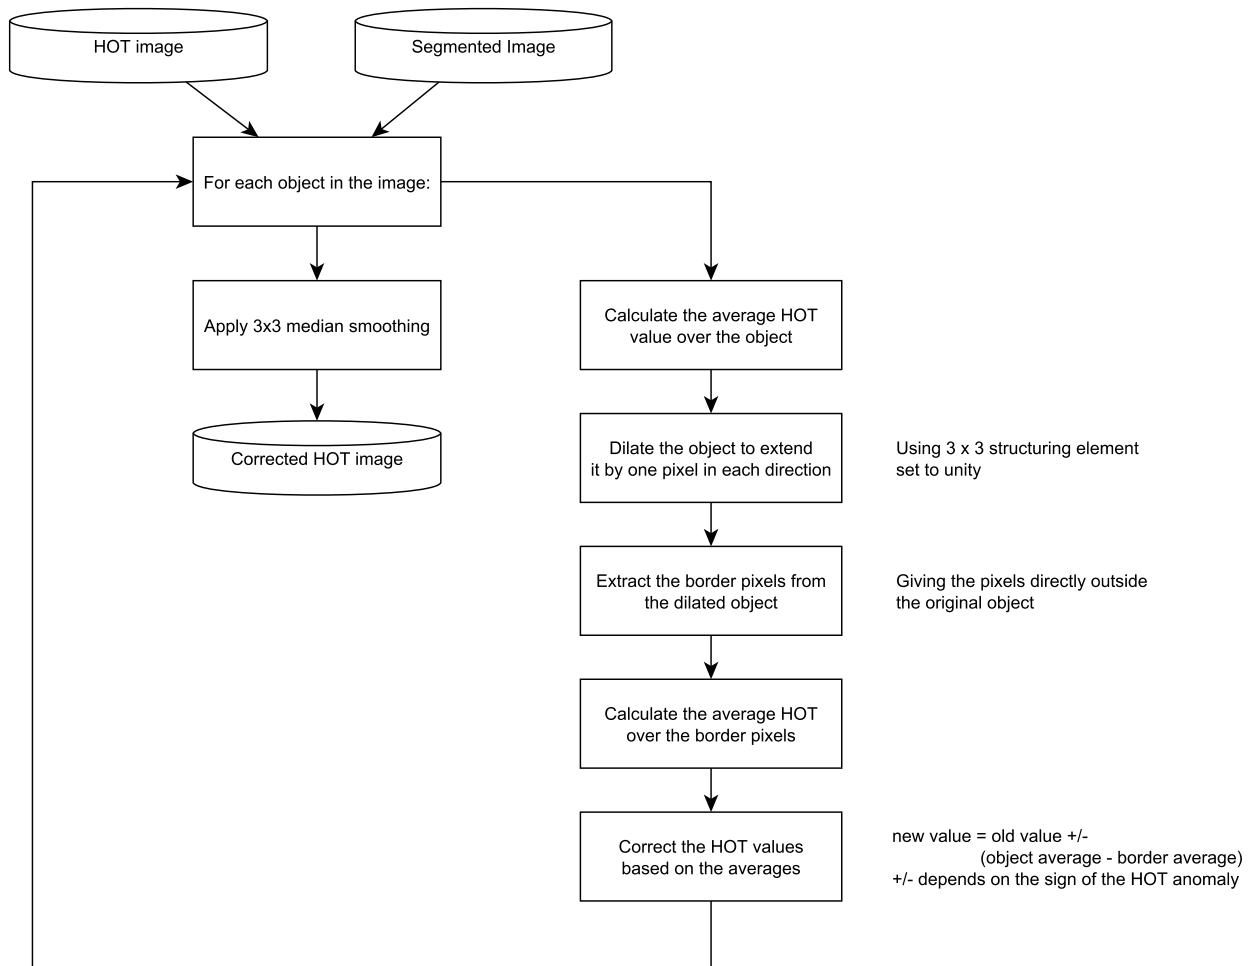 HOT image
Segmented Image
For each object in the image:
Apply 3x3 median smoothing
Corrected HOT image
Calculate the average HOT
value over the object
Dilate the object to extend
it by one pixel in each direction
Using 3 x 3 structuring element
set to unity
Extract the border pixels from
the dilated object
Giving the pixels directly outside
the original object
Calculate the average HOT
over the border pixels
Correct the HOT values
based on the averages
new value = old value +/-
(object average - border average)
+/- depends on the sign of the HOT anomaly